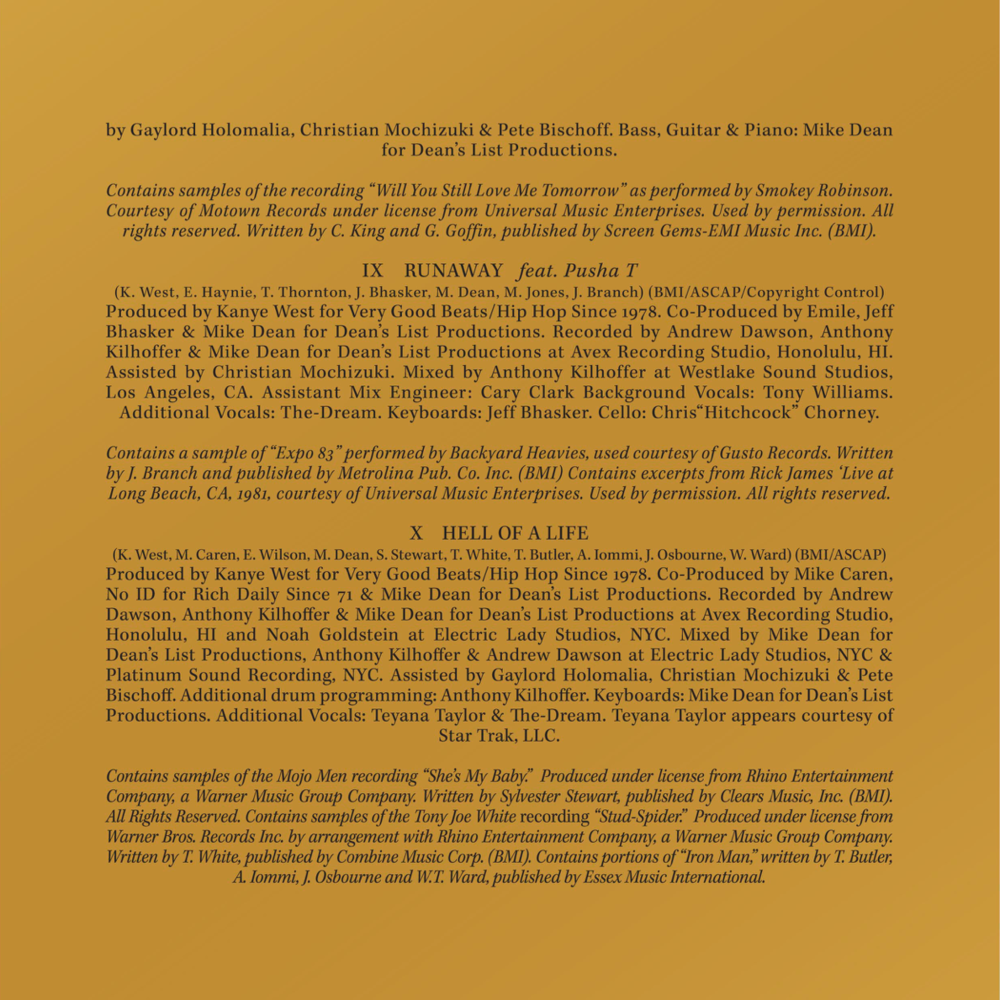 by Gaylord Holomalia, Christian Mochizuki & Pete Bischoff. Bass, Guitar & Piano: Mike Dean
for Dean’s List Productions.
Contains samples of the recording “Will You Still Love Me Tomorrow” as performed by Smokey Robinson.
Courtesy of Motown Records under license from Universal Music Enterprises. Used by permission. All
rights reserved. Written by C. King and G. Goffin, published by Screen Gems-EMI Music Inc. (BMI).
IX RUNAWAY feat. Pusha T
(K. West, E. Haynie, T. Thornton, J. Bhasker, M. Dean, M. Jones, J. Branch) (BMI/ASCAP/Copyright Control)
Produced by Kanye West for Very Good Beats/Hip Hop Since 1978. Co-Produced by Emile, Jeff
Bhasker & Mike Dean for Dean’s List Productions. Recorded by Andrew Dawson, Anthony
Kilhoffer & Mike Dean for Dean’s List Productions at Avex Recording Studio, Honolulu, HI.
Assisted by Christian Mochizuki. Mixed by Anthony Kilhoffer at Westlake Sound Studios,
Los Angeles, CA. Assistant Mix Engineer: Cary Clark Background Vocals: Tony Williams.
Additional Vocals: The-Dream. Keyboards: Jeff Bhasker. Cello: Chris“Hitchcock” Chorney.
Contains a sample of “Expo 83” performed by Backyard Heavies, used courtesy of Gusto Records. Written
by J. Branch and published by Metrolina Pub. Co. Inc. (BMI) Contains excerpts from Rick James ‘Live at
Long Beach, CA, 1981, courtesy of Universal Music Enterprises. Used by permission. All rights reserved.
X HELL OF A LIFE
(K. West, M. Caren, E. Wilson, M. Dean, S. Stewart, T. White, T. Butler, A. Iommi, J. Osbourne, W. Ward) (BMI/ASCAP)
Produced by Kanye West for Very Good Beats/Hip Hop Since 1978. Co-Produced by Mike Caren,
No ID for Rich Daily Since 71 & Mike Dean for Dean’s List Productions. Recorded by Andrew
Dawson, Anthony Kilhoffer & Mike Dean for Dean’s List Productions at Avex Recording Studio,
Honolulu, HI and Noah Goldstein at Electric Lady Studios, NYC. Mixed by Mike Dean for
Dean’s List Productions, Anthony Kilhoffer & Andrew Dawson at Electric Lady Studios, NYC &
Platinum Sound Recording, NYC. Assisted by Gaylord Holomalia, Christian Mochizuki & Pete
Bischoff. Additional drum programming: Anthony Kilhoffer. Keyboards: Mike Dean for Dean’s List
Productions. Additional Vocals: Teyana Taylor & The-Dream. Teyana Taylor appears courtesy of
Star Trak, LLC.
Contains samples of the Mojo Men recording “She’s My Baby.” Produced under license from Rhino Entertainment
Company, a Warner Music Group Company. Written by Sylvester Stewart, published by Clears Music, Inc. (BMI).
All Rights Reserved. Contains samples of the Tony Joe White recording “Stud-Spider.” Produced under license from
Warner Bros. Records Inc. by arrangement with Rhino Entertainment Company, a Warner Music Group Company.
Written by T. White, published by Combine Music Corp. (BMI). Contains portions of “Iron Man,” written by T. Butler,
A. Iommi, J. Osbourne and W.T. Ward, published by Essex Music International.